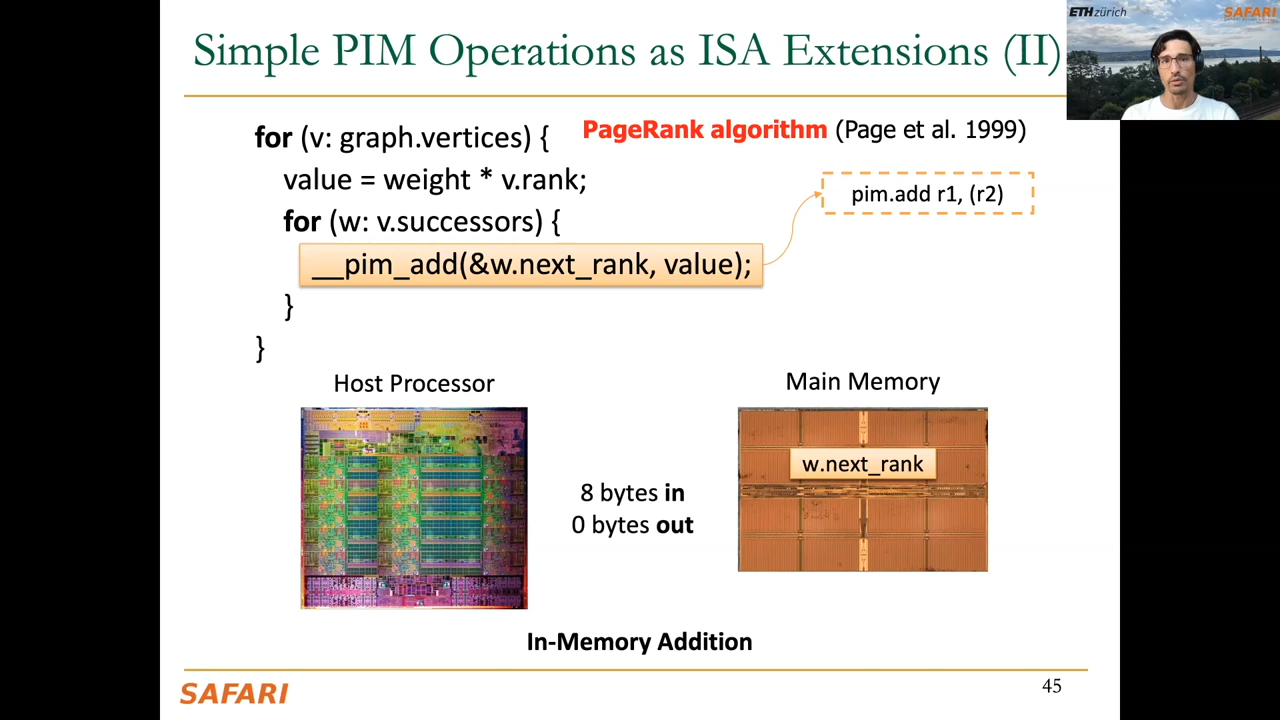 Simple PIM Operations as ISA Extensions (II)
ETH zürich
SAFARI
for (v: graph.vertices) {
PageRank algorithm (Page et al. 1999)
value = weight * v.rank;
pim.add r1, (r2)
for (w: v.successors) {
__pim_add(&w.next_rank, value);
}
}
Host Processor
Main Memory
w.next_rank
8 bytes in
0 bytes out
In-Memory Addition
SAFARI
45